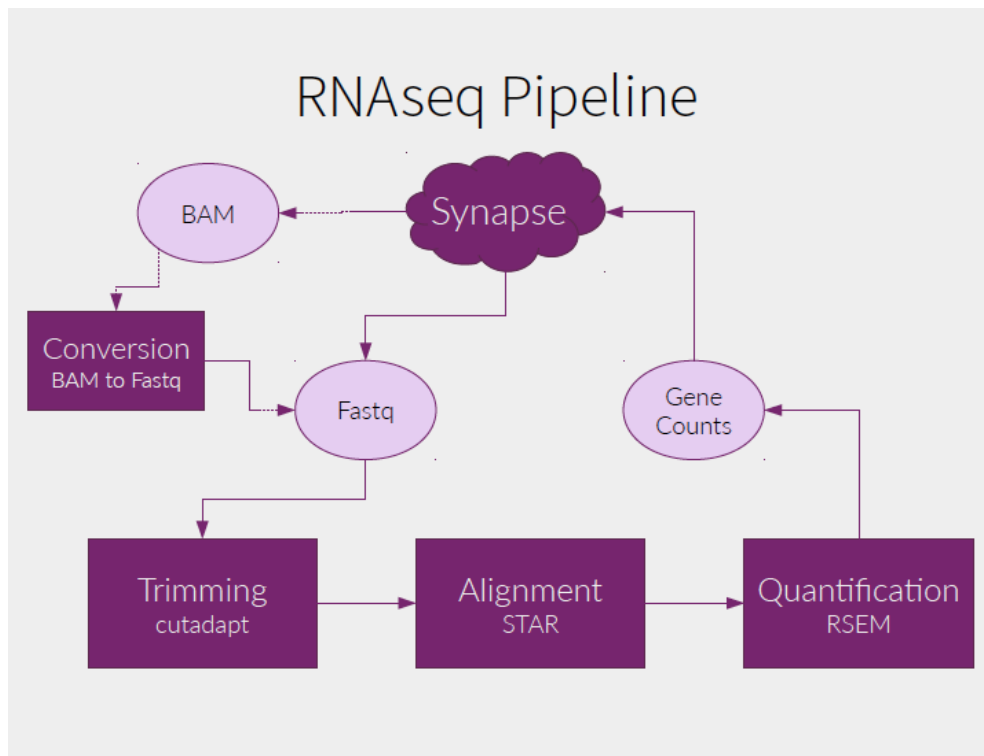 RNAseq Pipeline
BAM
Synapse
Conversion
BAM to Fastq
Fastq
Gene
Counts
Trimming
cutadapt
Alignment
STAR
Quantification
RSEM